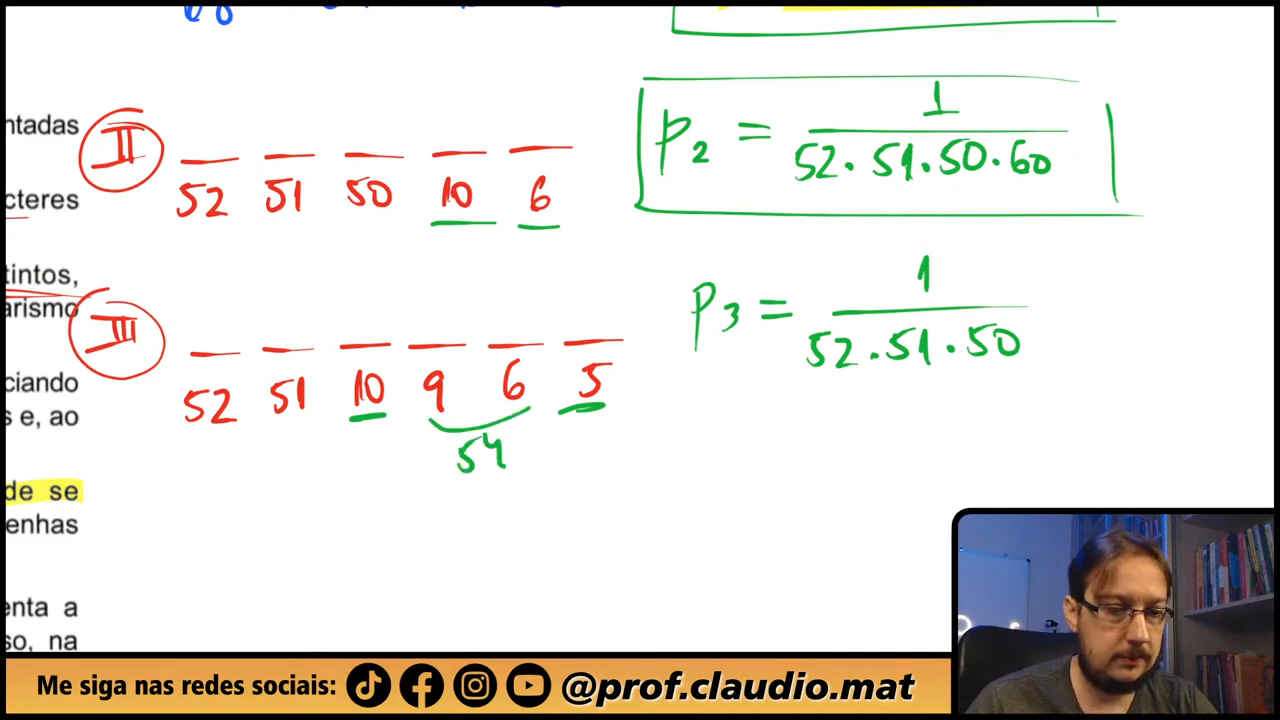 ntadas
cteres
tintos,
arismo
ciando
s e, ao
de se
enhas
enta a
so, na
II
52 51 50 10 6
P2 = 1 / 52.51.50.60
III
52 51 10 9 6 5
54
P3 = 1 / 52.51.50
Me siga nas redes sociais: @prof.claudio.mat